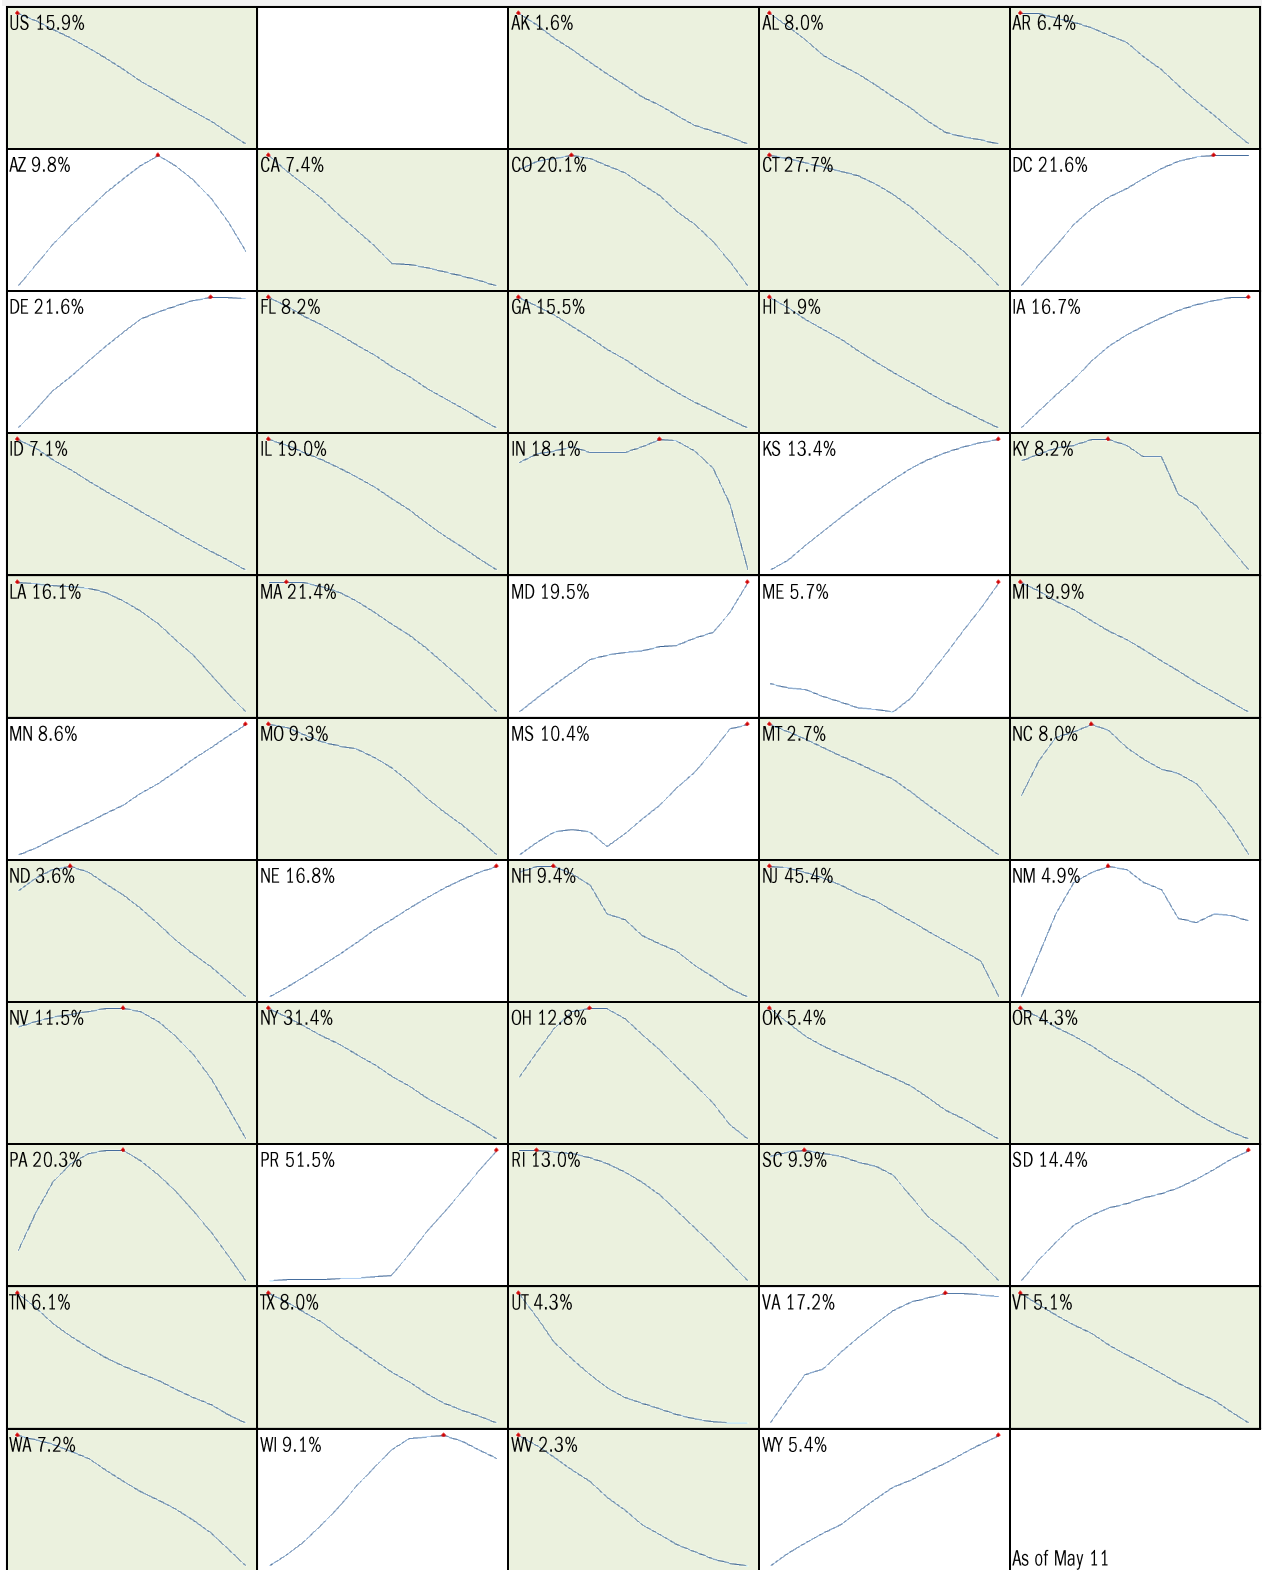 US 15.9%
AK 1.6%
AL 8.0%
AR 6.4%
AZ 9.8%
CA 7.4%
CO 20.1%
CT 27.7%
DC 21.6%
DE 21.6%
FL 8.2%
GA 15.5%
HI 1.9%
IA 16.7%
ID 7.1%
IL 19.0%
IN 18.1%
KS 13.4%
KY 8.2%
LA 16.1%
MA 21.4%
MD 19.5%
ME 5.7%
MI 19.9%
MN 8.6%
MO 9.3%
MS 10.4%
MT 2.7%
NC 8.0%
ND 3.6%
NE 16.8%
NH 9.4%
NJ 45.4%
NM 4.9%
NV 11.5%
NY 31.4%
OH 12.8%
OK 5.4%
OR 4.3%
PA 20.3%
PR 51.5%
RI 13.0%
SC 9.9%
SD 14.4%
TN 6.1%
TX 8.0%
UT 4.3%
VA 17.2%
VT 5.1%
WA 7.2%
WI 9.1%
WV 2.3%
WY 5.4%
As of May 11